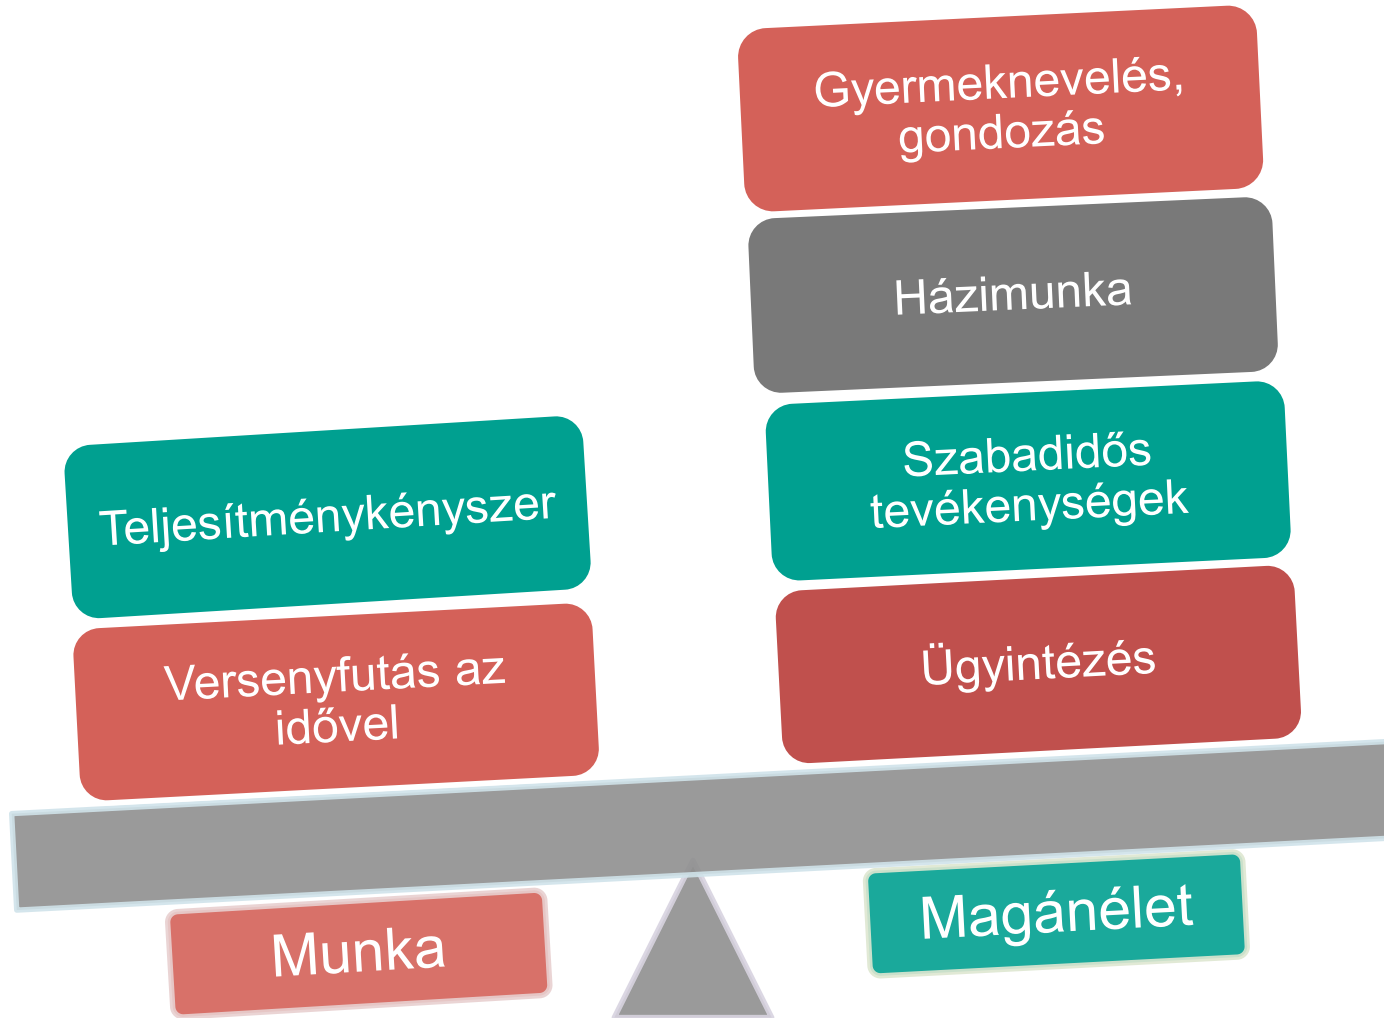 Teljesítménykényszer
Versenyfutás az
idővel
Munka
Gyermeknevelés,
gondozás
Házimunka
Szabadidős
tevékenységek
Ügyintézés
Magánélet